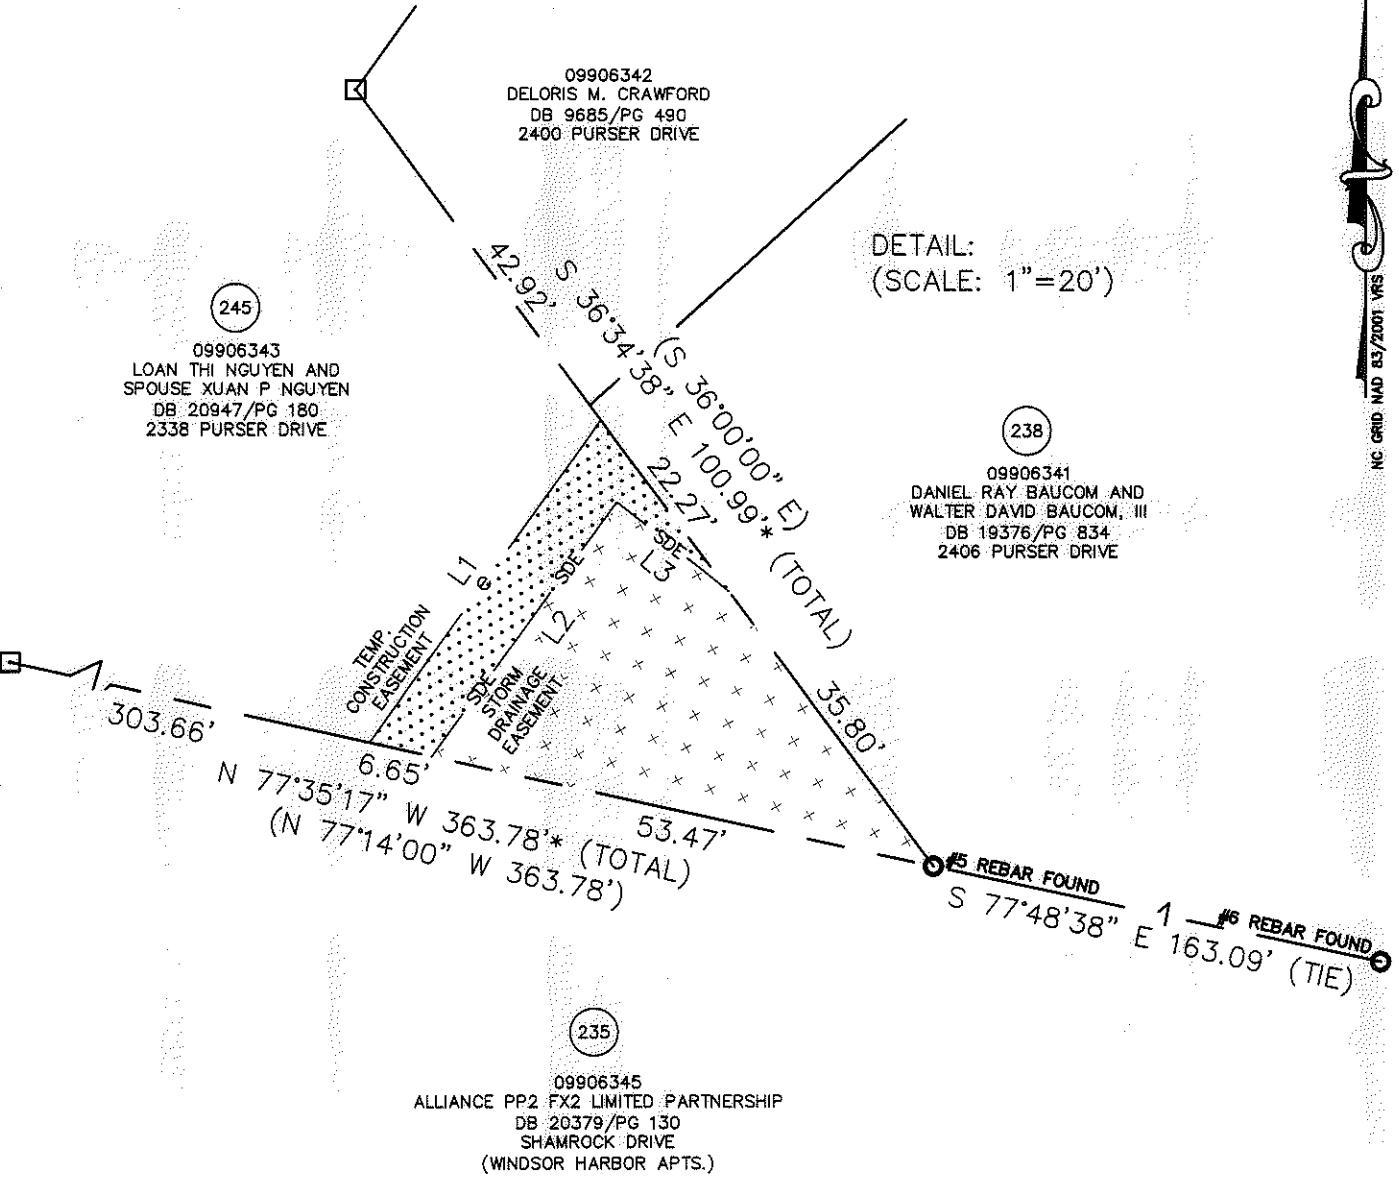 09906342
DELORIS M. CRAWFORD
DB 9685/PG 490
2400 PURSER DRIVE
DETAIL:
(SCALE: 1"=20')
NC GRID NAD 83/2001 VRS
42.92'
S 36°34'38" E 100.99'* (TOTAL)
(S 36°00'00" E)
22.27'
245
09906343
LOAN THI NGUYEN AND
SPOUSE XUAN P NGUYEN
DB 20947/PG 180
2338 PURSER DRIVE
238
09906341
DANIEL RAY BAUCOM AND
WALTER DAVID BAUCOM, III
DB 19376/PG 834
2406 PURSER DRIVE
L1
e
SDE
SDE
L3
L2
SDE
TEMP.
CONSTRUCTION
EASEMENT
STORM
DRAINAGE
EASEMENT
35.80'
303.66'
6.65'
53.47'
N 77°35'17" W 363.78'* (TOTAL)
(N 77°14'00" W 363.78')
#5 REBAR FOUND
S 77°48'38" E 163.09' (TIE)
1
#6 REBAR FOUND
235
09906345
ALLIANCE PP2 FX2 LIMITED PARTNERSHIP
DB 20379/PG 130
SHAMROCK DRIVE
(WINDSOR HARBOR APTS.)